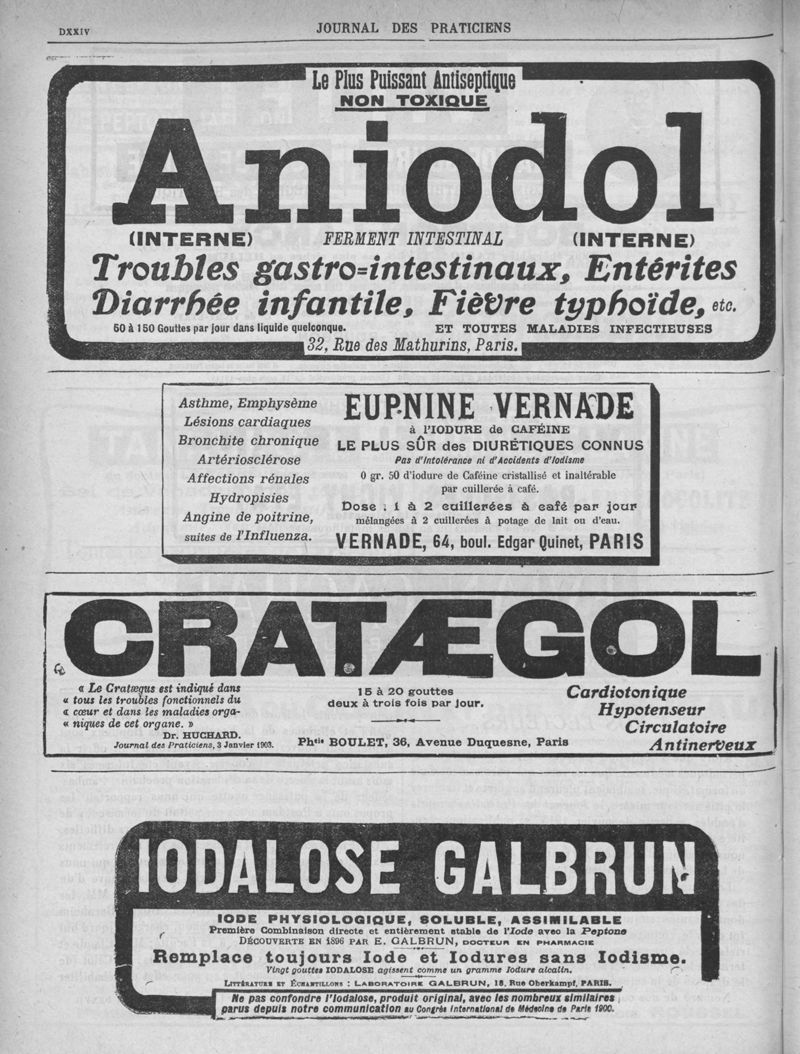 DXXIV
JOURNAL DES PRATICIENS
Le Plus Puissant Antiseptique
NON TOXIQUE
Aniodol
(INTERNE) FERMENT INTESTINAL (INTERNE)
Troubles gastro-intestinaux, Entérites
Diarrhée infantile, Fièvre typhoïde, etc.
50 à 150 Gouttes par jour dans liquide quelconque. ET TOUTES MALADIES INFECTIEUSES
32, Rue des Mathurins, Paris.
Asthme, Emphysème
Lésions cardiaques
Bronchite chronique
Artériosclérose
Affections rénales
Hydropisies
Angine de poitrine,
suites de l'Influenza.
EUPNINE VERNADE
à l'IODURE de CAFÉINE
LE PLUS SÛR des DIURÉTIQUES CONNUS
Pas d'Intolérance ni d'Accidents d'Iodisme
0 gr. 50 d'iodure de Caféine cristallisé et inaltérable
par cuillerée à café.
Dose : 1 à 2 cuillerées à café par jour
mélangées à 2 cuillerées à potage de lait ou d'eau.
VERNADE, 64, boul. Edgar Quinet, PARIS
CRATÆGOL
« Le Cratægus est indiqué dans
« tous les troubles fonctionnels du
« cœur et dans les maladies orga-
« niques de cet organe. »
Dr. HUCHARD.
Journal des Praticiens, 3 Janvier 1903.
15 à 20 gouttes
deux à trois fois par jour.
Phtie BOULET, 36, Avenue Duquesne, Paris
Cardiotonique
Hypotenseur
Circulatoire
Antinerveux
IODALOSE GALBRUN
IODE PHYSIOLOGIQUE, SOLUBLE, ASSIMILABLE
Première Combinaison directe et entièrement stable de l'Iode avec la Peptone
DÉCOUVERTE EN 1896 PAR E. GALBRUN, DOCTEUR EN PHARMACIE
Remplace toujours Iode et Iodures sans Iodisme.
Vingt gouttes IODALOSE agissent comme un gramme Iodure alcalin.
LITTÉRATURE ET ÉCHANTILLONS : LABORATOIRE GALBRUN, 18, Rue Oberkampf, PARIS.
Ne pas confondre l'Iodalose, produit original, avec les nombreux similaires
parus depuis notre communication au Congrès International de Médecine de Paris 1900.